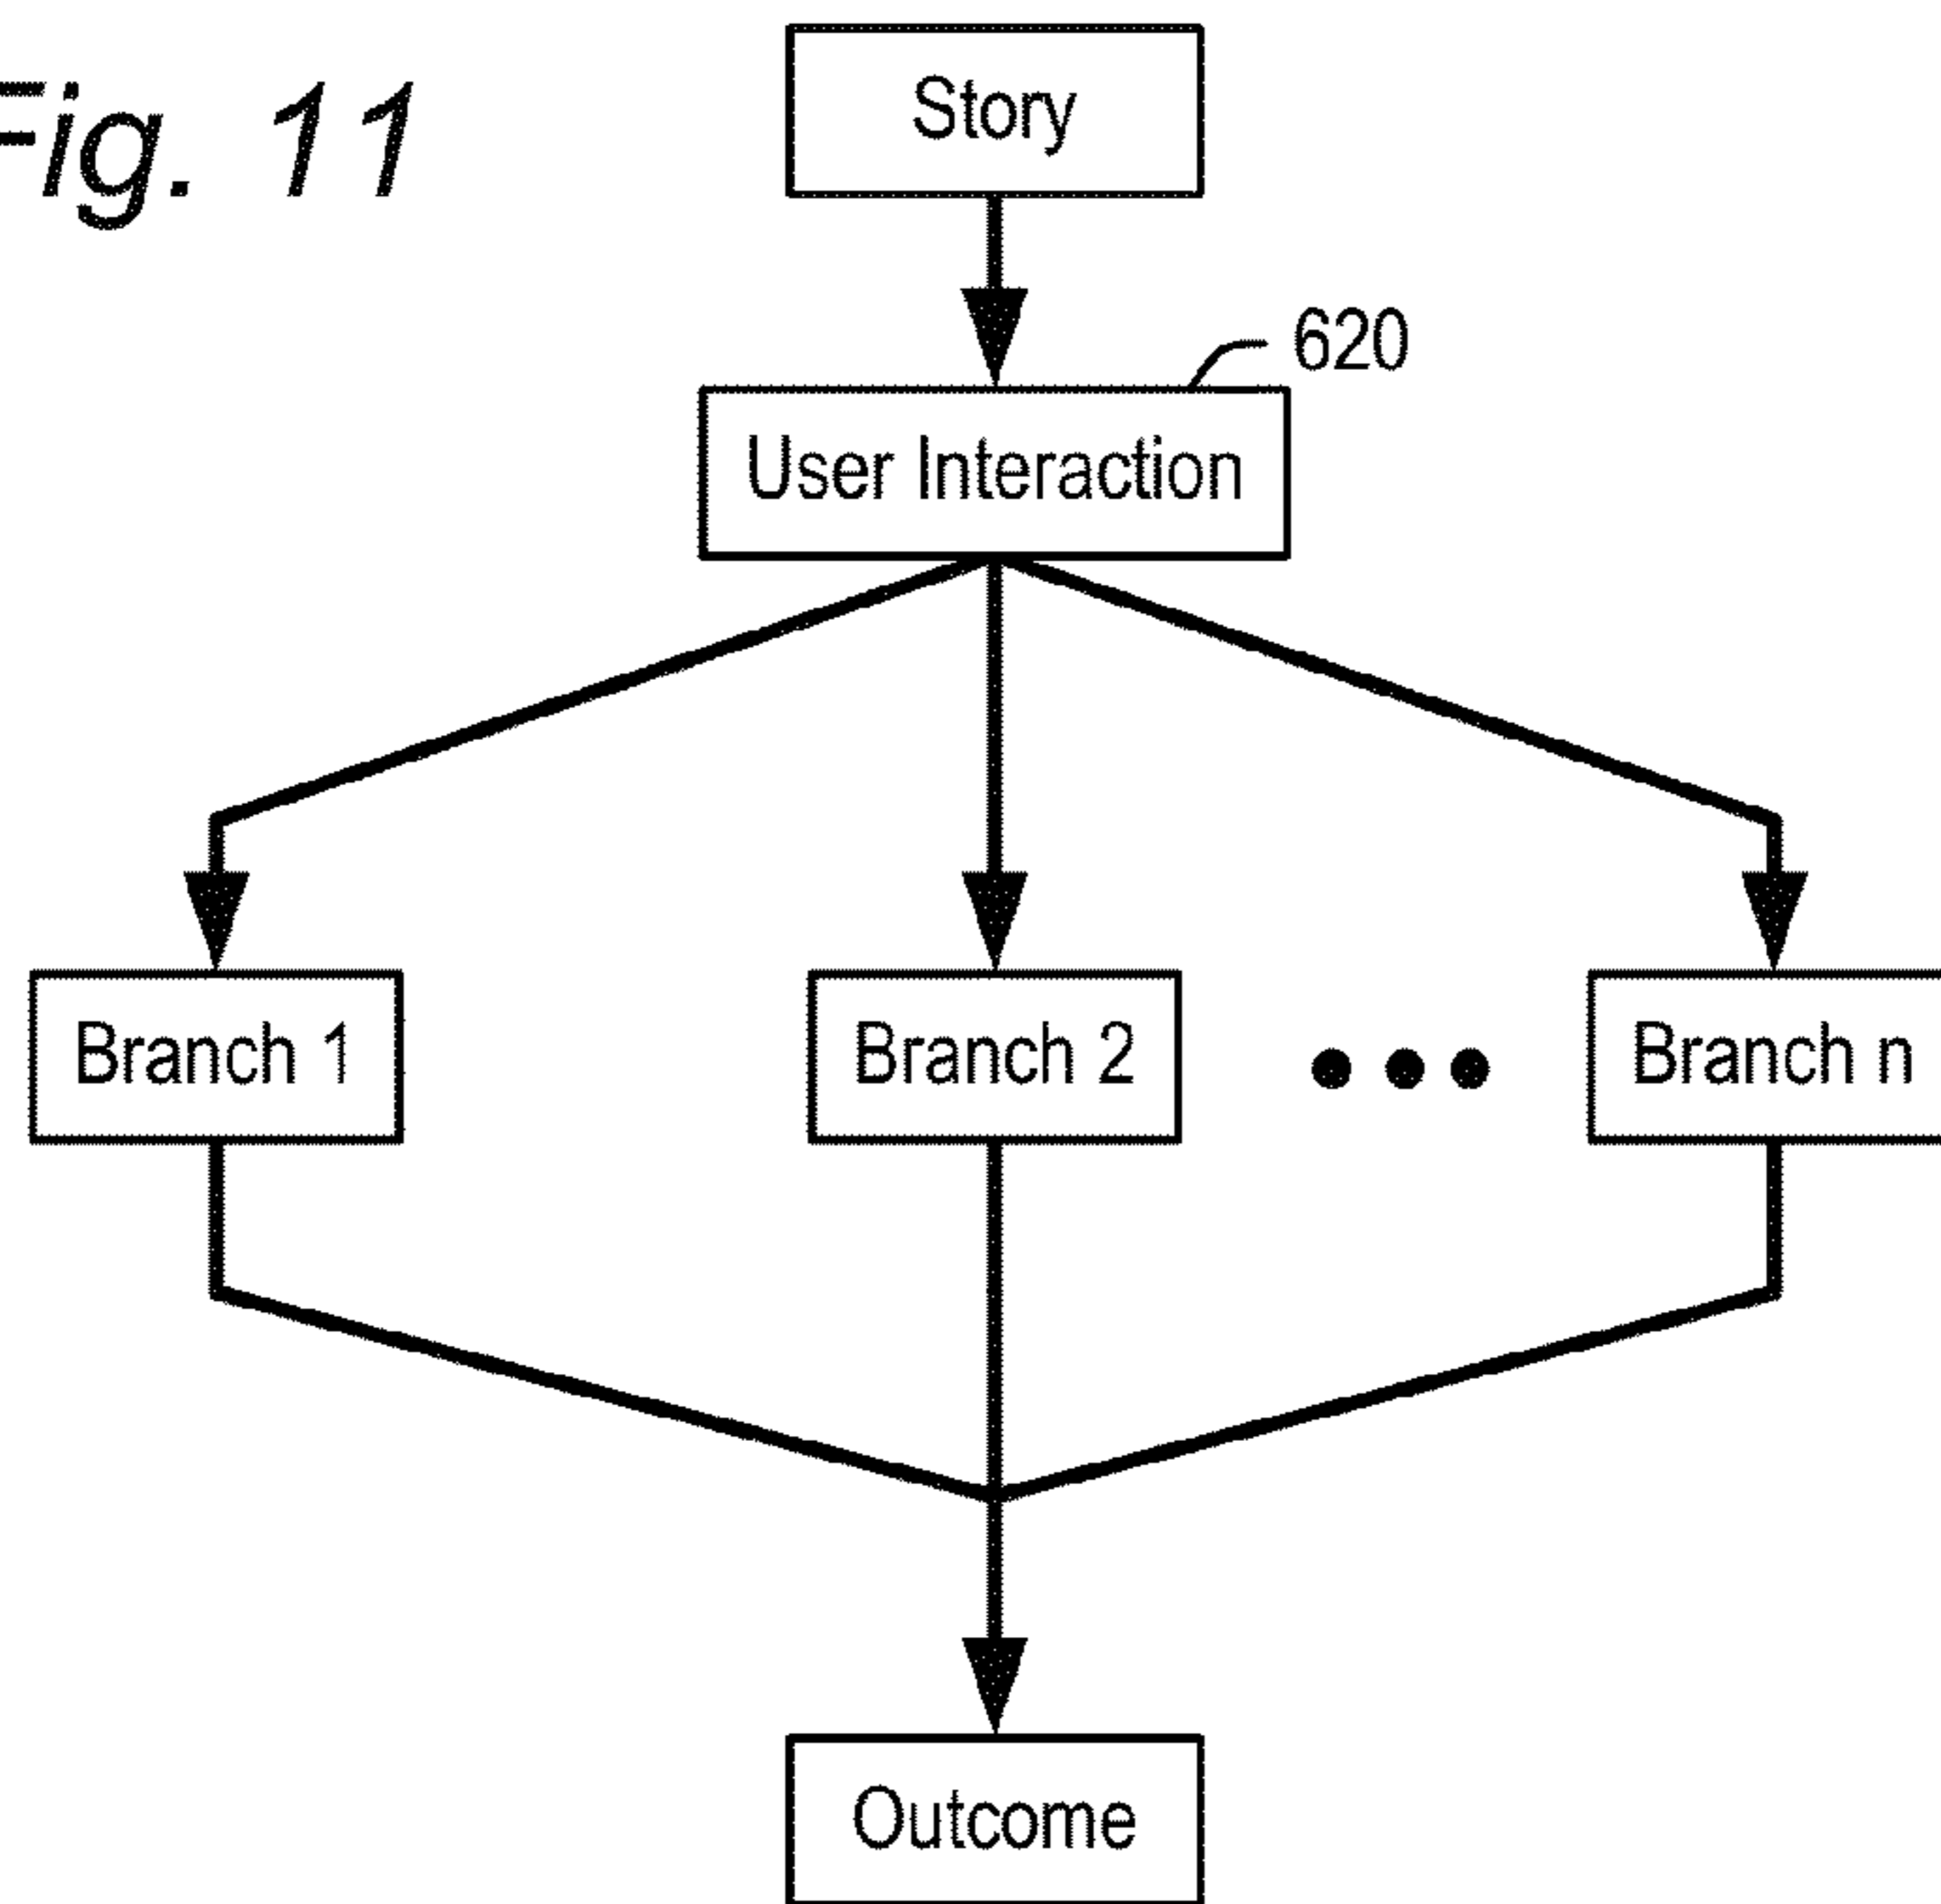 Fig. 11
Story
620
User Interaction
Branch 1
Branch 2
Branch n
Outcome